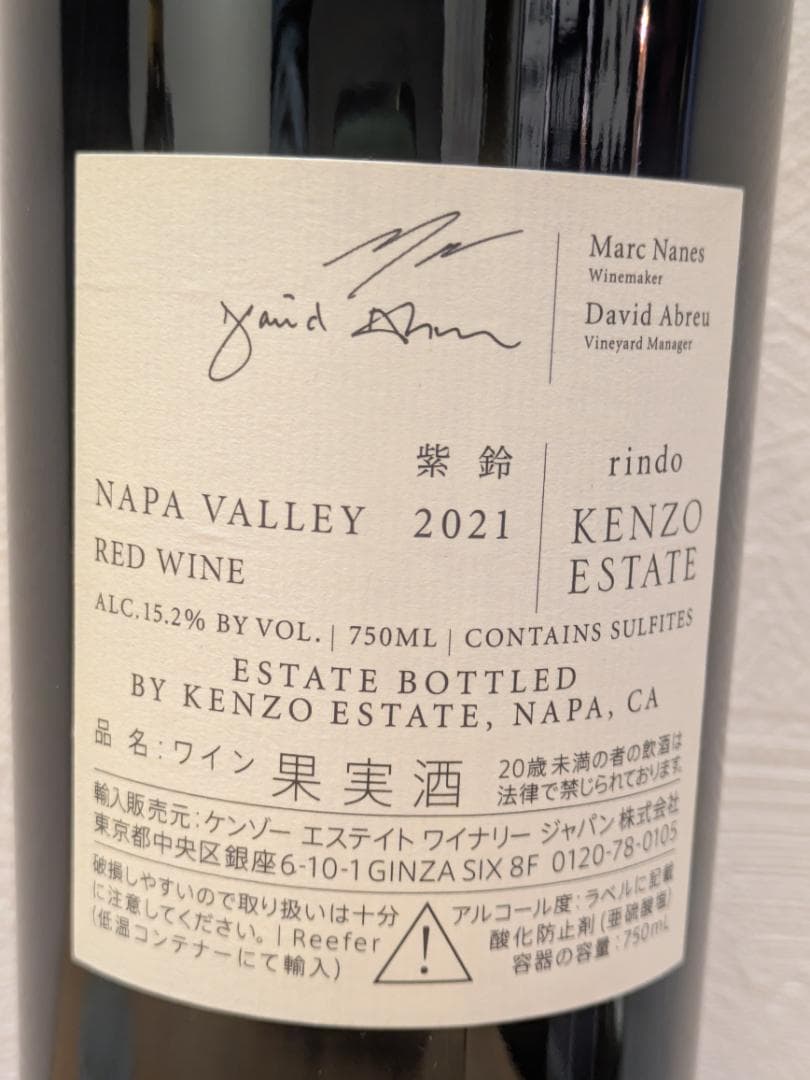 David Abreu
Marc Nanes
Winemaker
David Abreu
Vineyard Manager
紫鈴
rindo
NAPA VALLEY 2021
RED WINE
KENZO
ESTATE
ALC.15.2% BY VOL. | 750ML | CONTAINS SULFITES
ESTATE BOTTLED
BY KENZO ESTATE, NAPA, CA
品名:ワイン 果実酒
20歳未満の者の飲酒は
法律で禁じられております。
輸入販売元:ケンゾー エステイト ワイナリー ジャパン株式会社
東京都中央区銀座6-10-1 GINZA SIX 8F 0120-78-0105
破損しやすいので取り扱いは十分
に注意してください。| Reefer
(低温コンテナーにて輸入)
!
アルコール度:ラベルに記載
酸化防止剤(亜硫酸塩)
容器の容量:750mL